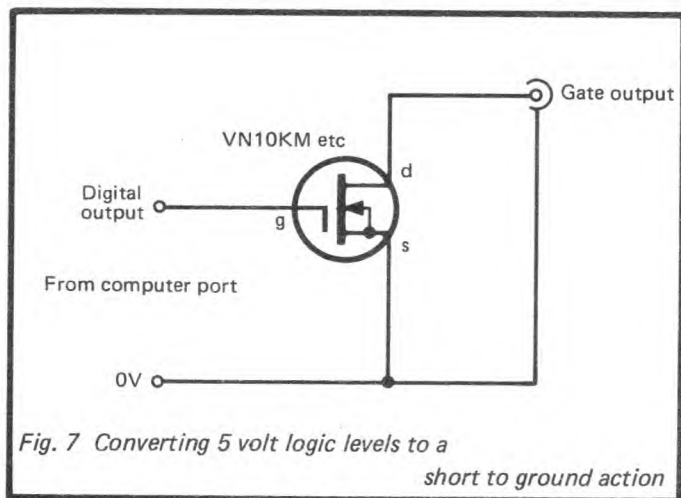 Gate output
VN10KM etc
d
Digital
output
g
s
From computer port
0V
Fig. 7 Converting 5 volt logic levels to a
short to ground action